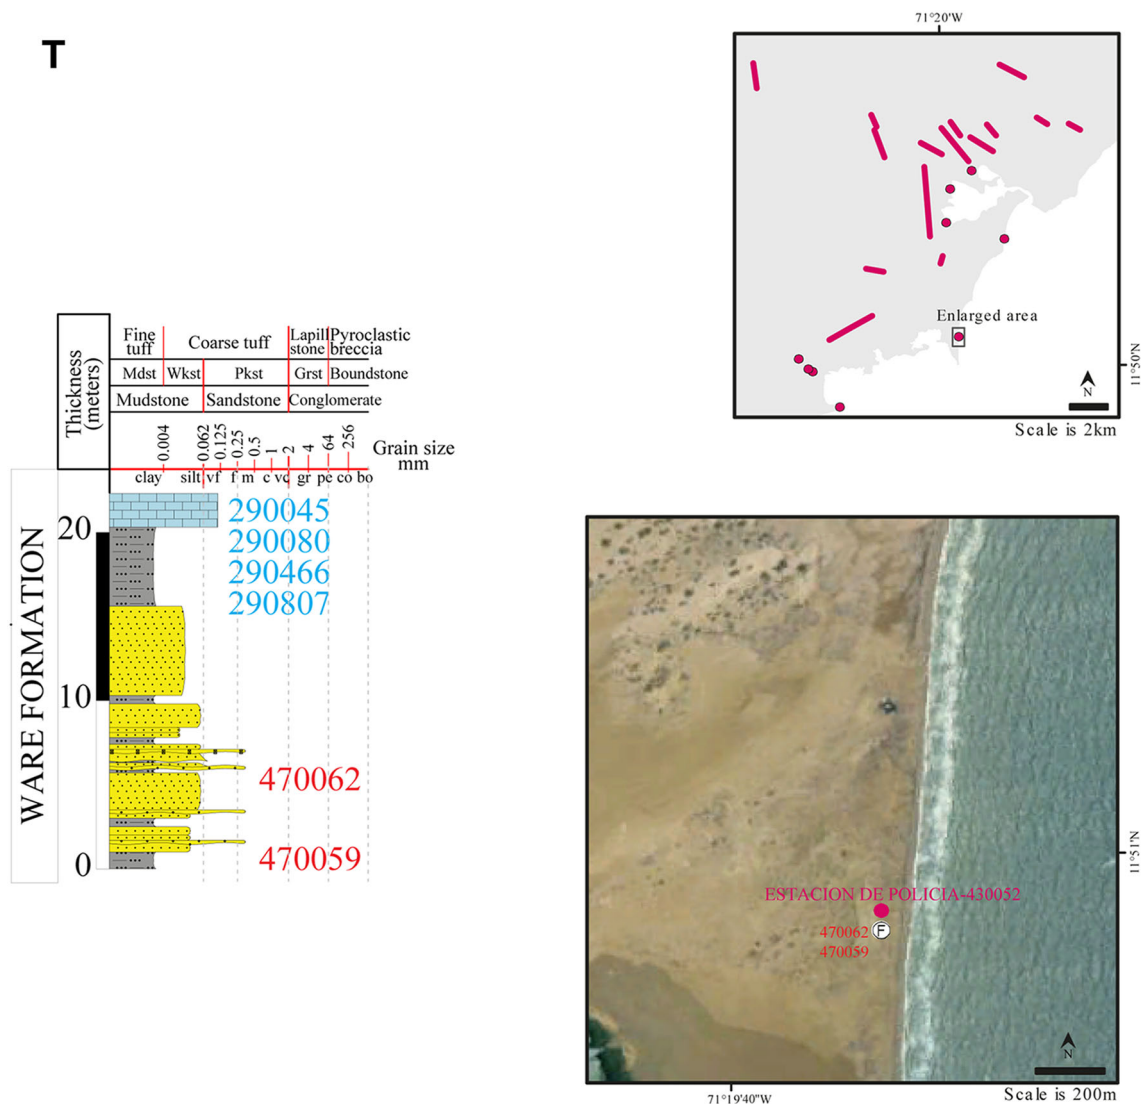 T
Thickness
(meters)
Fine
tuff
Coarse tuff
Lapill
stone
Pyroclastic
breccia
Mdst
Wkst
Pkst
Grst
Boundstone
Mudstone
Sandstone
Conglomerate
0.004
0.062
0.125
0.25
0.5
1
2
4
64
256
Grain size
mm
clay
silt
vf
f
m
c
vc
gr
pe
co
bo
WARE FORMATION
20
10
0
290045
290080
290466
290807
470062
470059
71°20'W
Enlarged area
N
11°50'N
Scale is 2km
ESTACION DE POLICIA-430052
470062
F
470059
11°51'N
N
71°19'40"W
Scale is 200m